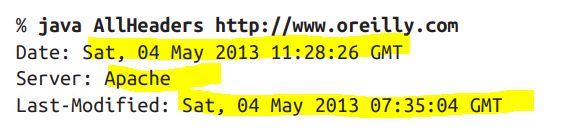 % java AllHeaders http://www.oreilly.com
Date: Sat, 04 May 2013 11:28:26 GMT
Server: Apache
Last-Modified: Sat, 04 May 2013 07:35:04 GMT